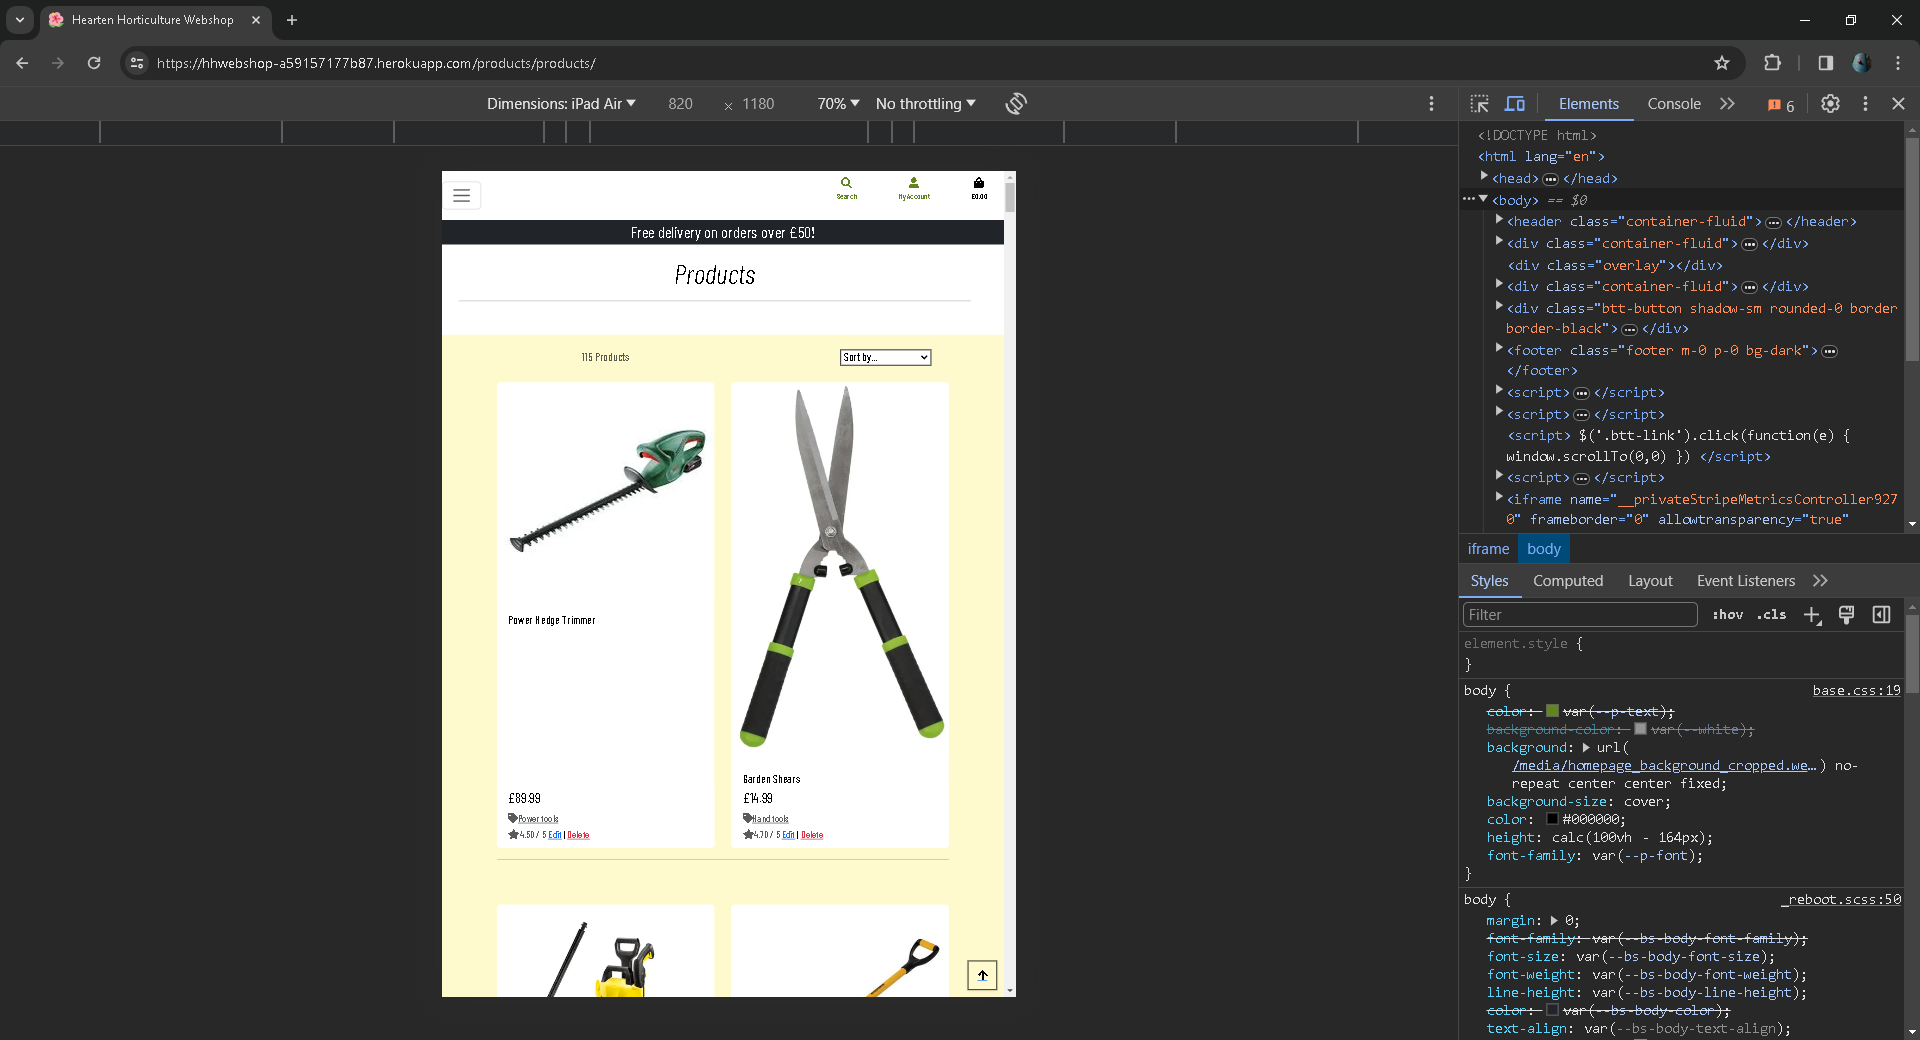 Hearten Horticulture Webshop
https://hhwebshop-a59157177b87.herokuapp.com/products/products/
Dimensions: iPad Air 820 × 1180 70% No throttling
Elements Console 6
Search My Account £0.00
Free delivery on orders over £50!
Products
115 Products Sort by...
Power Hedge Trimmer
£89.99
Power tools
4.50 / 5 Edit | Delete
Garden Shears
£14.99
Hand tools
4.70 / 5 Edit | Delete
<!DOCTYPE html>
<html lang="en">
<head> ••• </head>
••• <body> == $0
<header class="container-fluid"> ••• </header>
<div class="container-fluid"> ••• </div>
<div class="overlay"></div>
<div class="container-fluid"> ••• </div>
<div class="btt-button shadow-sm rounded-0 border
border-black"> ••• </div>
<footer class="footer m-0 p-0 bg-dark"> •••
</footer>
<script> ••• </script>
<script> ••• </script>
<script> $('.btt-link').click(function(e) {
window.scrollTo(0,0) }) </script>
<script> ••• </script>
<iframe name="__privateStripeMetricsController927
0" frameborder="0" allowtransparency="true"
iframe body
Styles Computed Layout Event Listeners
Filter :hov .cls
element.style {
}
body { base.css:19
color: var(--p-text);
background-color: var(--white);
background: url(
/media/homepage_background_cropped.we…) no-
repeat center center fixed;
background-size: cover;
color: #000000;
height: calc(100vh - 164px);
font-family: var(--p-font);
}
body { _reboot.scss:50
margin: 0;
font-family: var(--bs-body-font-family);
font-size: var(--bs-body-font-size);
font-weight: var(--bs-body-font-weight);
line-height: var(--bs-body-line-height);
color: var(--bs-body-color);
text-align: var(--bs-body-text-align);